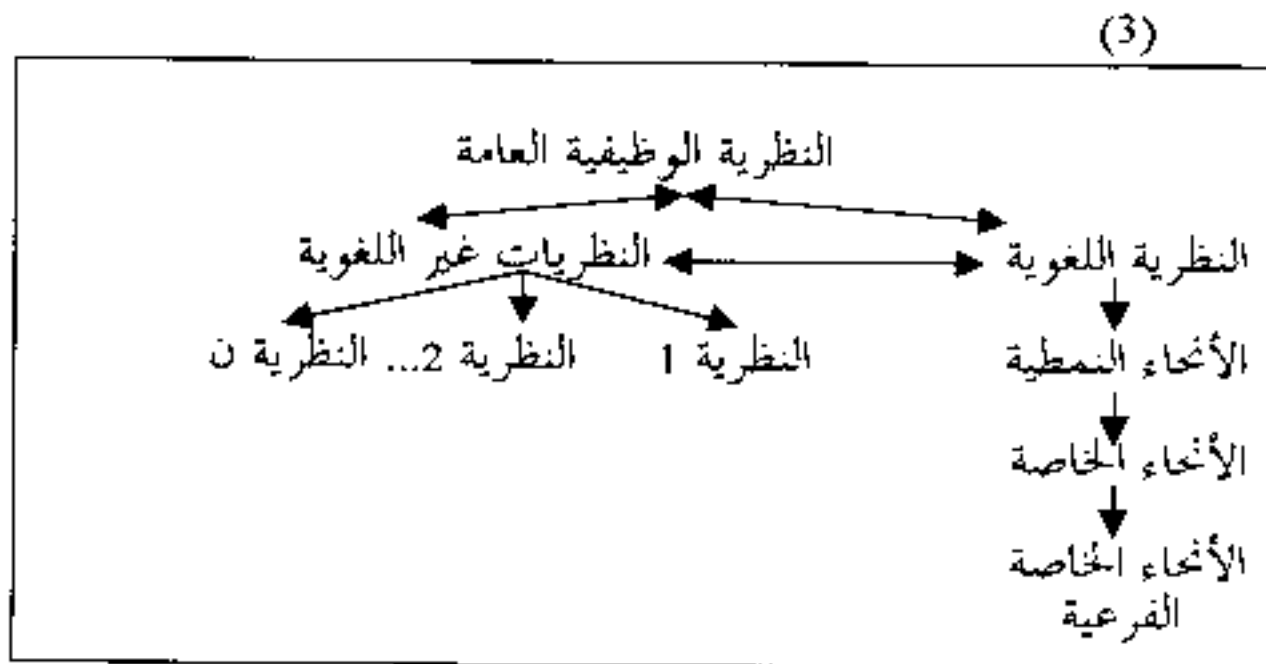 (3)
النظرية الوظيفية العامة
النظرية اللغوية النظريات غير اللغوية
الأنحاء النمطية النظرية 1 النظرية 2... النظرية ن
الأنحاء الخاصة
الأنحاء الخاصة
الفرعية